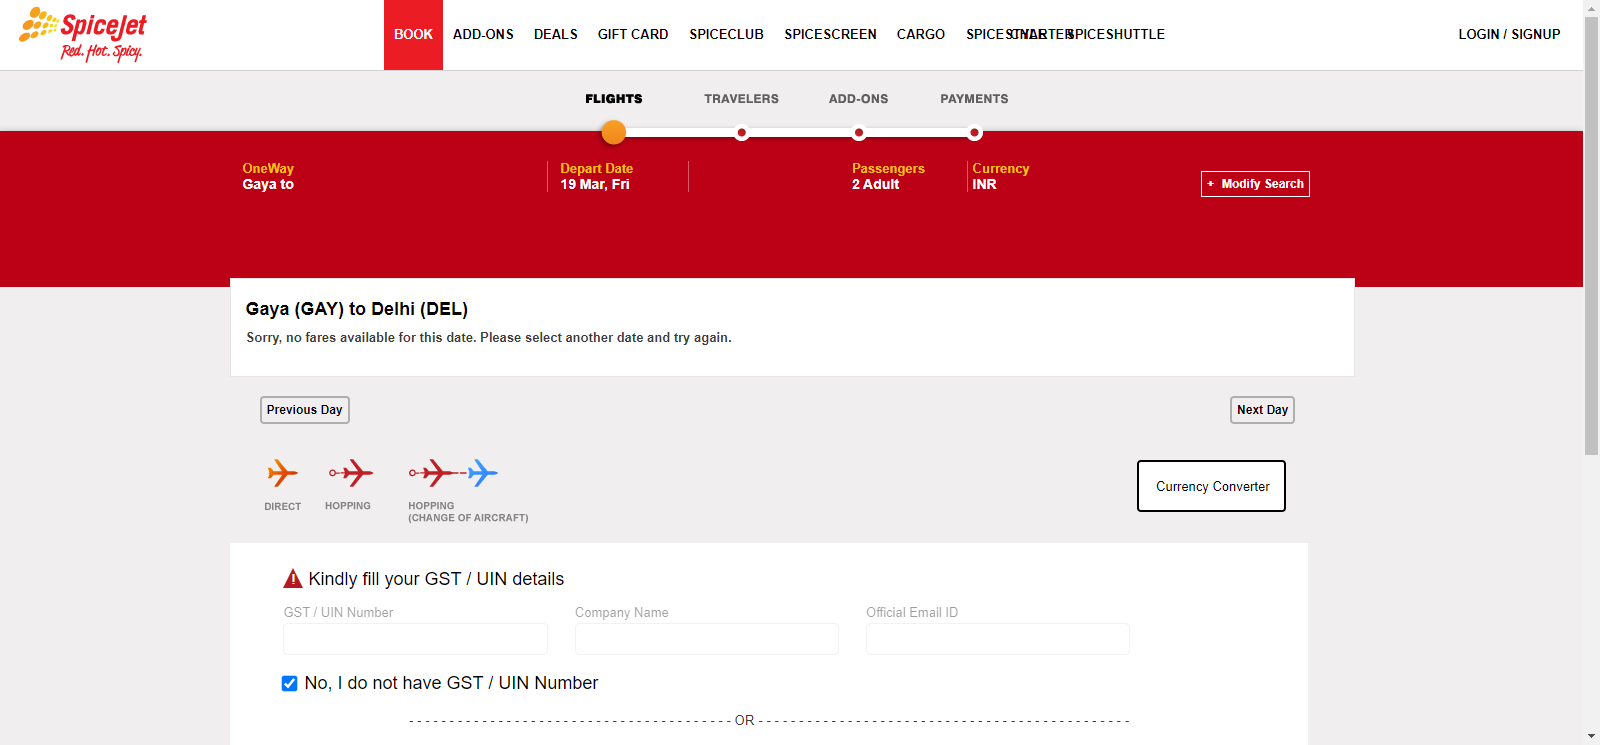 SpiceJet
Red. Hot. Spicy.
BOOK
ADD-ONS
DEALS
GIFT CARD
SPICECLUB
SPICESCREEN
CARGO
SPICESTYLE
CHARTER
SPICESHUTTLE
LOGIN / SIGNUP
FLIGHTS
TRAVELERS
ADD-ONS
PAYMENTS
OneWay
Gaya to
Depart Date
19 Mar, Fri
Passengers
2 Adult
Currency
INR
+ Modify Search
Gaya (GAY) to Delhi (DEL)
Sorry, no fares available for this date. Please select another date and try again.
Previous Day
Next Day
DIRECT
HOPPING
HOPPING
(CHANGE OF AIRCRAFT)
Currency Converter
Kindly fill your GST / UIN details
GST / UIN Number
Company Name
Official Email ID
No, I do not have GST / UIN Number
OR